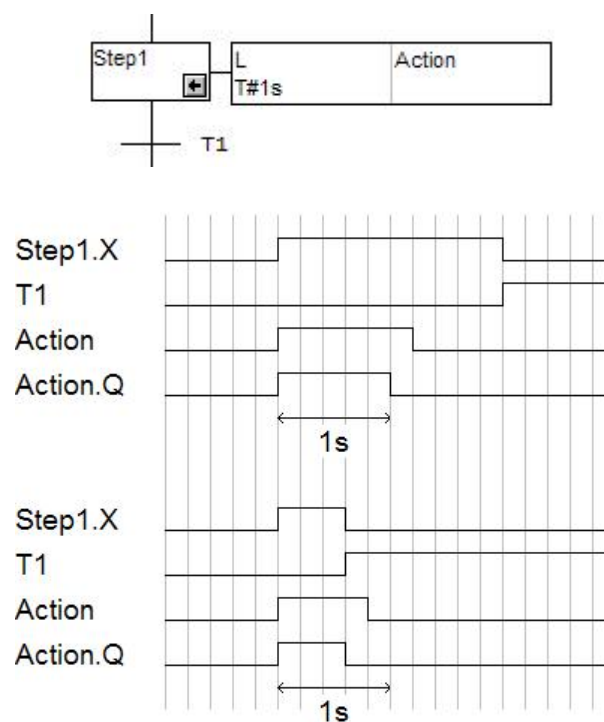 Step1
L
Action
T#1s
T1
Step1.X
T1
Action
Action.Q
1s
Step1.X
T1
Action
Action.Q
1s